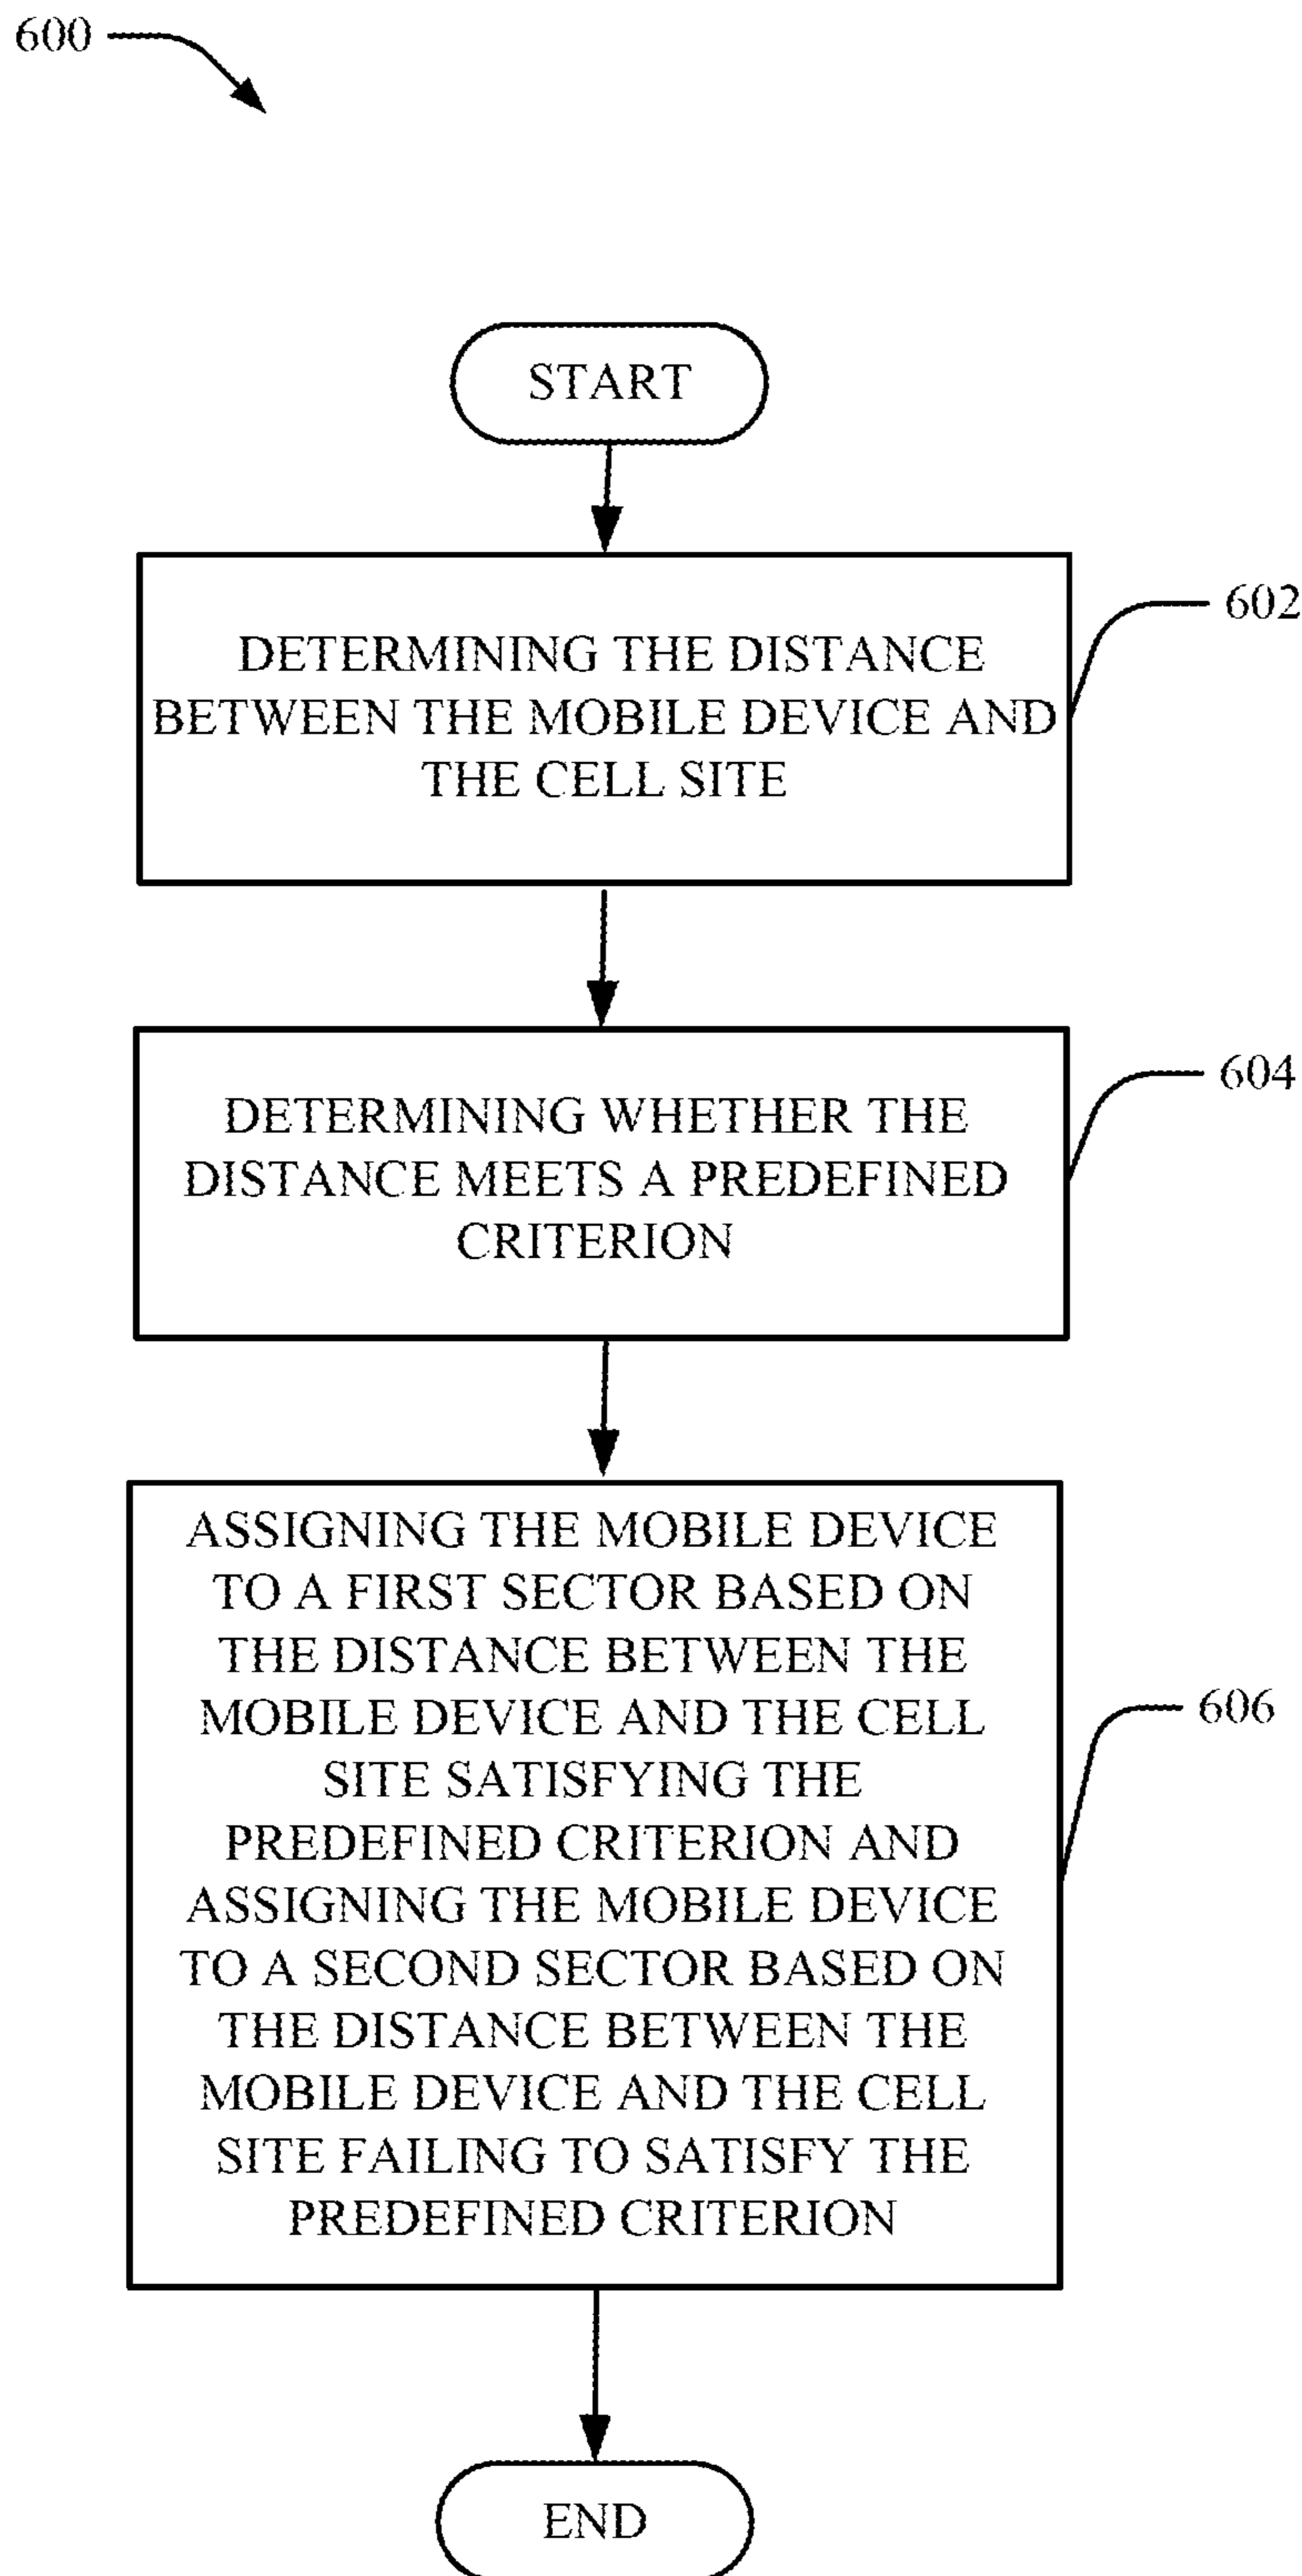 600
START
DETERMINING THE DISTANCE
BETWEEN THE MOBILE DEVICE AND
THE CELL SITE
602
DETERMINING WHETHER THE
DISTANCE MEETS A PREDEFINED
CRITERION
604
ASSIGNING THE MOBILE DEVICE
TO A FIRST SECTOR BASED ON
THE DISTANCE BETWEEN THE
MOBILE DEVICE AND THE CELL
SITE SATISFYING THE
PREDEFINED CRITERION AND
ASSIGNING THE MOBILE DEVICE
TO A SECOND SECTOR BASED ON
THE DISTANCE BETWEEN THE
MOBILE DEVICE AND THE CELL
SITE FAILING TO SATISFY THE
PREDEFINED CRITERION
606
END